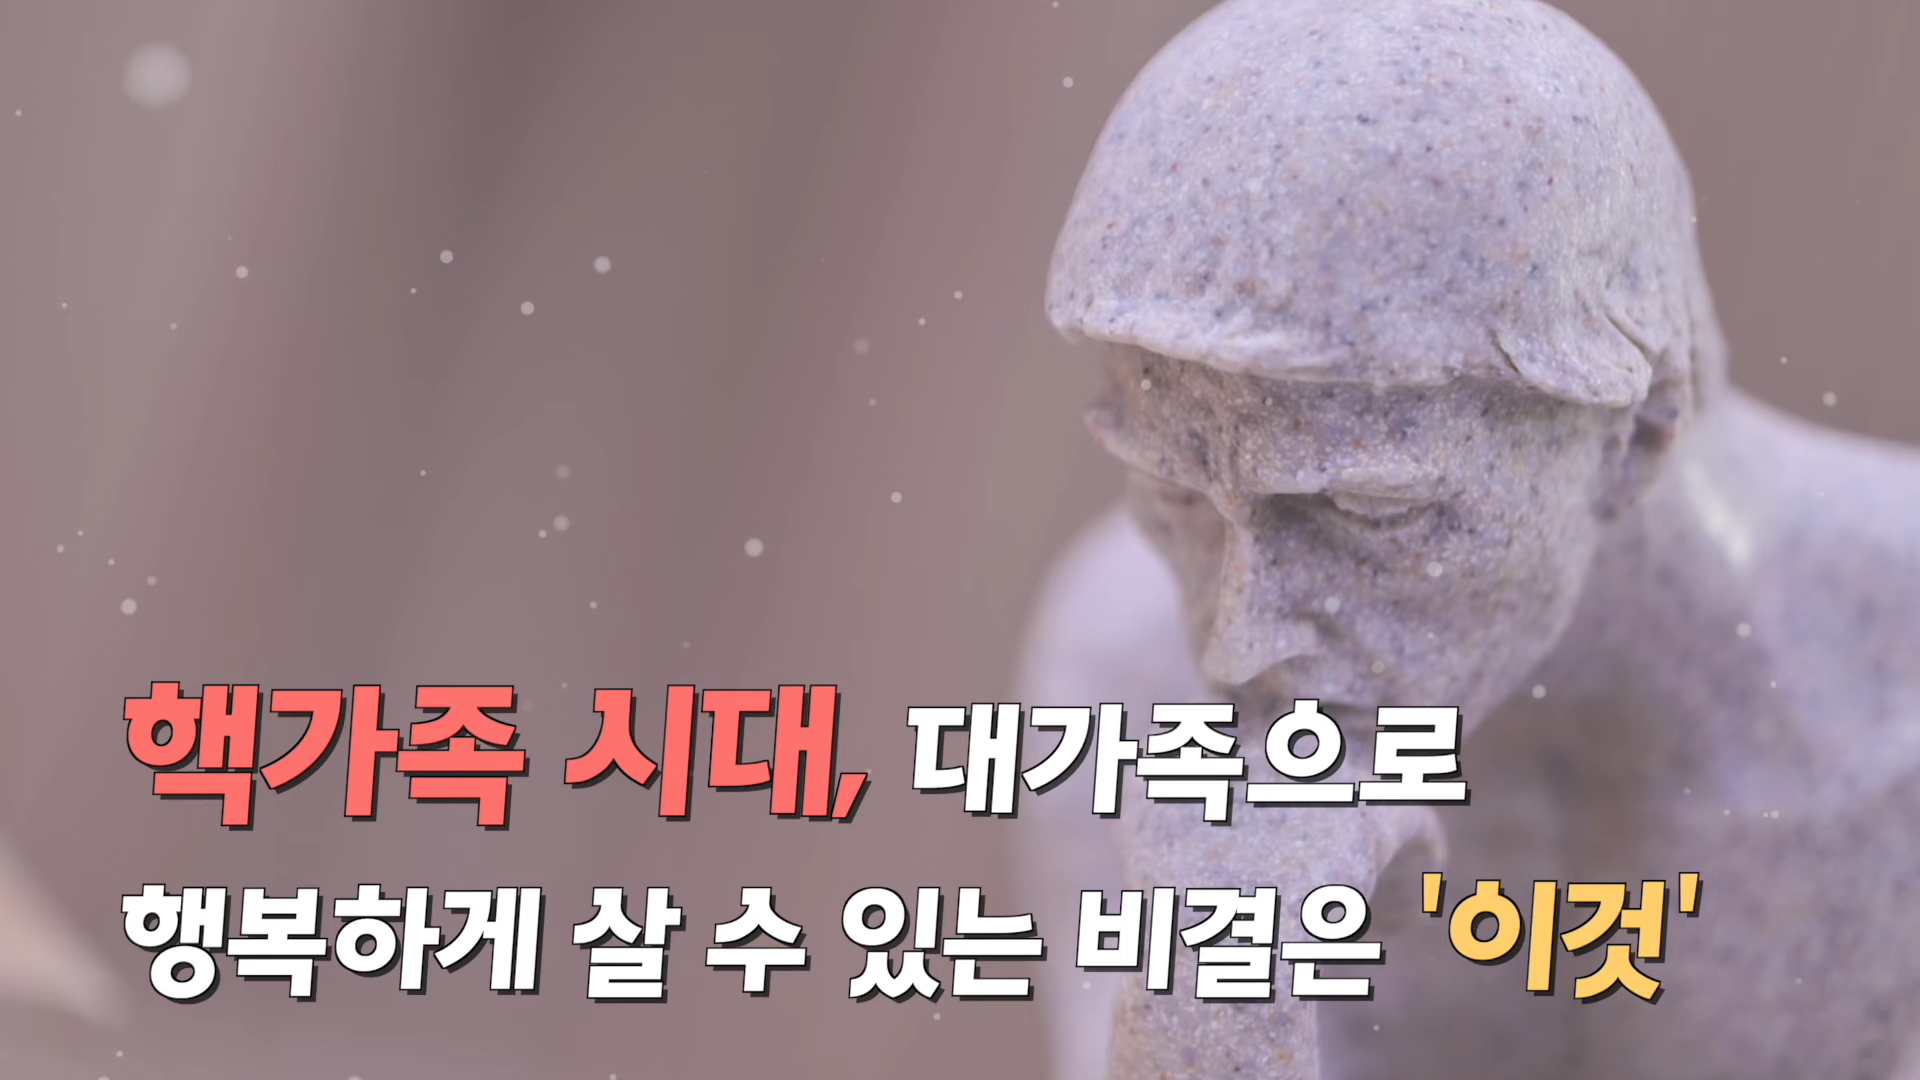 핵가족 시대, 대가족으로
행복하게 살 수 있는 비결은 '이것'